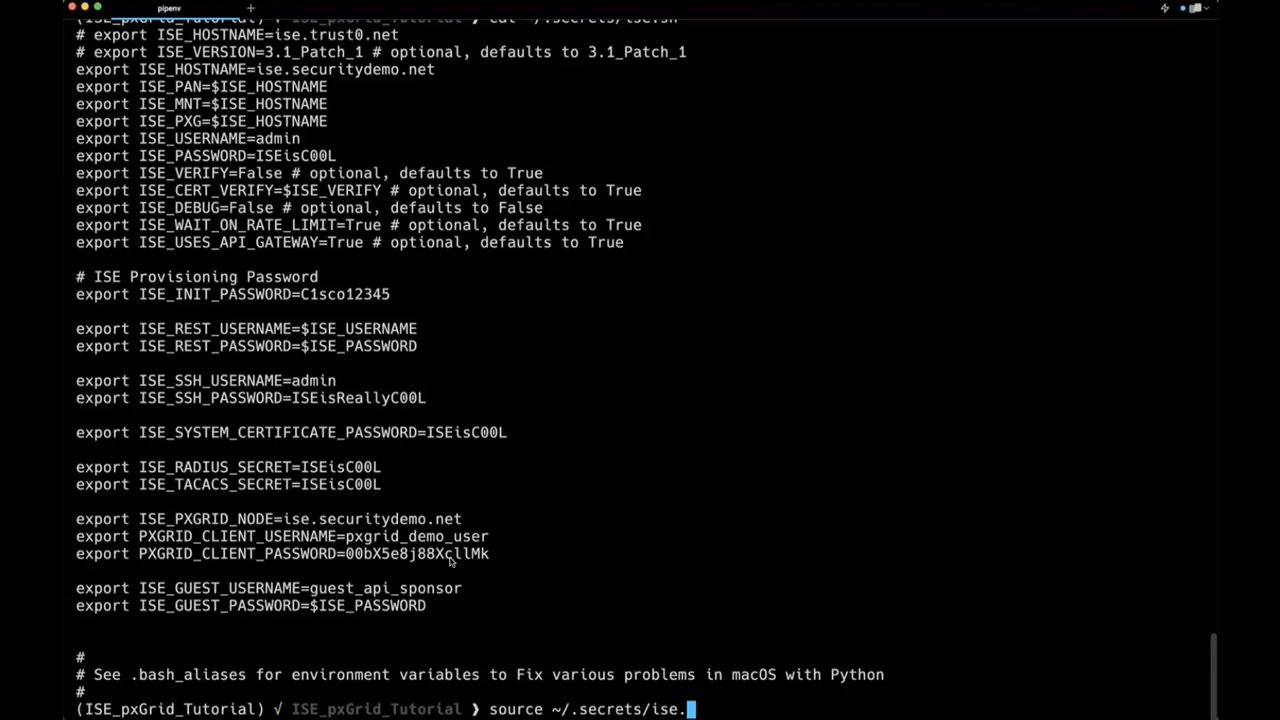 pipenv
(ISE_pxGrid_Tutorial) √ ISE_pxGrid_Tutorial ❯ cat ~/.secrets/ise.sh
# export ISE_HOSTNAME=ise.trust0.net
# export ISE_VERSION=3.1_Patch_1 # optional, defaults to 3.1_Patch_1
export ISE_HOSTNAME=ise.securitydemo.net
export ISE_PAN=$ISE_HOSTNAME
export ISE_MNT=$ISE_HOSTNAME
export ISE_PXG=$ISE_HOSTNAME
export ISE_USERNAME=admin
export ISE_PASSWORD=ISEisC00L
export ISE_VERIFY=False # optional, defaults to True
export ISE_CERT_VERIFY=$ISE_VERIFY # optional, defaults to True
export ISE_DEBUG=False # optional, defaults to False
export ISE_WAIT_ON_RATE_LIMIT=True # optional, defaults to True
export ISE_USES_API_GATEWAY=True # optional, defaults to True
# ISE Provisioning Password
export ISE_INIT_PASSWORD=C1sco12345
export ISE_REST_USERNAME=$ISE_USERNAME
export ISE_REST_PASSWORD=$ISE_PASSWORD
export ISE_SSH_USERNAME=admin
export ISE_SSH_PASSWORD=ISEisReallyC00L
export ISE_SYSTEM_CERTIFICATE_PASSWORD=ISEisC00L
export ISE_RADIUS_SECRET=ISEisC00L
export ISE_TACACS_SECRET=ISEisC00L
export ISE_PXGRID_NODE=ise.securitydemo.net
export PXGRID_CLIENT_USERNAME=pxgrid_demo_user
export PXGRID_CLIENT_PASSWORD=00bX5e8j88XcllMk
export ISE_GUEST_USERNAME=guest_api_sponsor
export ISE_GUEST_PASSWORD=$ISE_PASSWORD
#
# See .bash_aliases for environment variables to Fix various problems in macOS with Python
#
(ISE_pxGrid_Tutorial) √ ISE_pxGrid_Tutorial ❯ source ~/.secrets/ise.